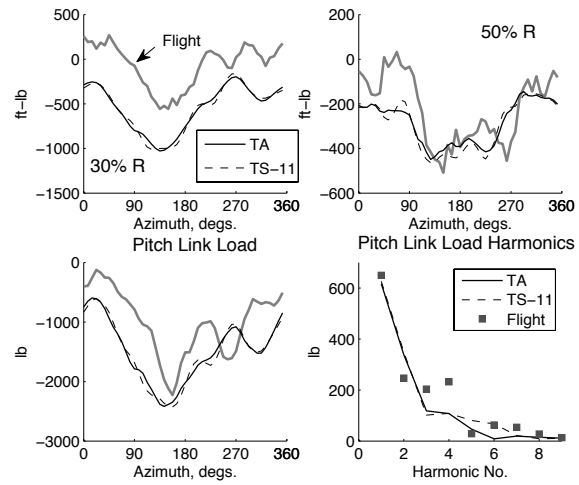 500
0
−500
−1000
−1500
ft−lb
Flight
30% R
TA
TS−11
0 90 180 270 360
Azimuth, degs.
200
0
−200
−400
−600
ft−lb
50% R
0 90 180 270 360
Azimuth, degs.
Pitch Link Load
0
−1000
−2000
−3000
lb
0 90 180 270 360
Azimuth, degs.
Pitch Link Load Harmonics
600
400
200
0
lb
TA
TS−11
Flight
0 2 4 6 8
Harmonic No.